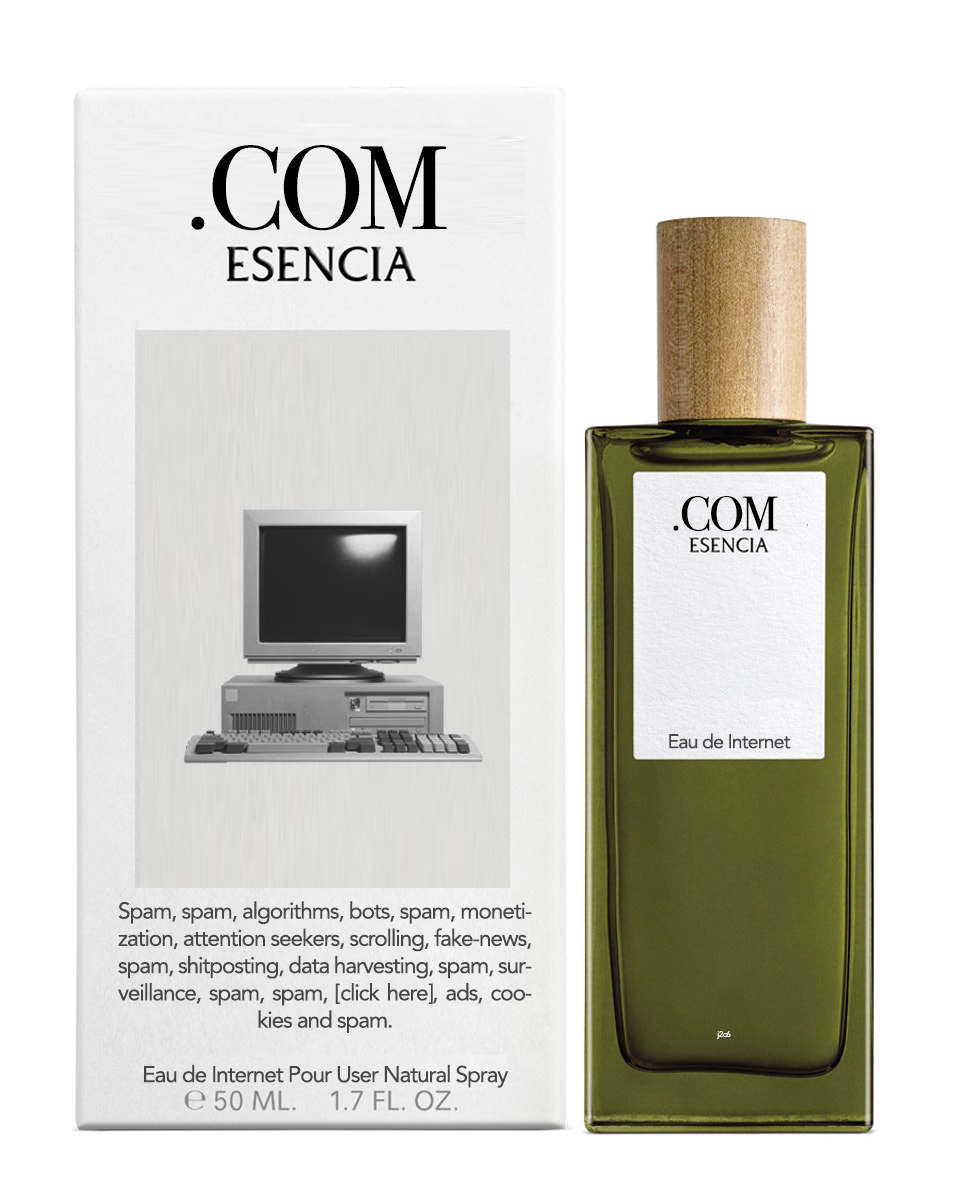 .COM
ESENCIA
Spam, spam, algorithms, bots, spam, moneti-
zation, attention seekers, scrolling, fake-news,
spam, shitposting, data harvesting, spam, sur-
veillance, spam, spam, [click here], ads, coo-
kies and spam.
Eau de Internet Pour User Natural Spray
℮ 50 ML. 1.7 FL. OZ.
.COM
ESENCIA
Eau de Internet
j2o6